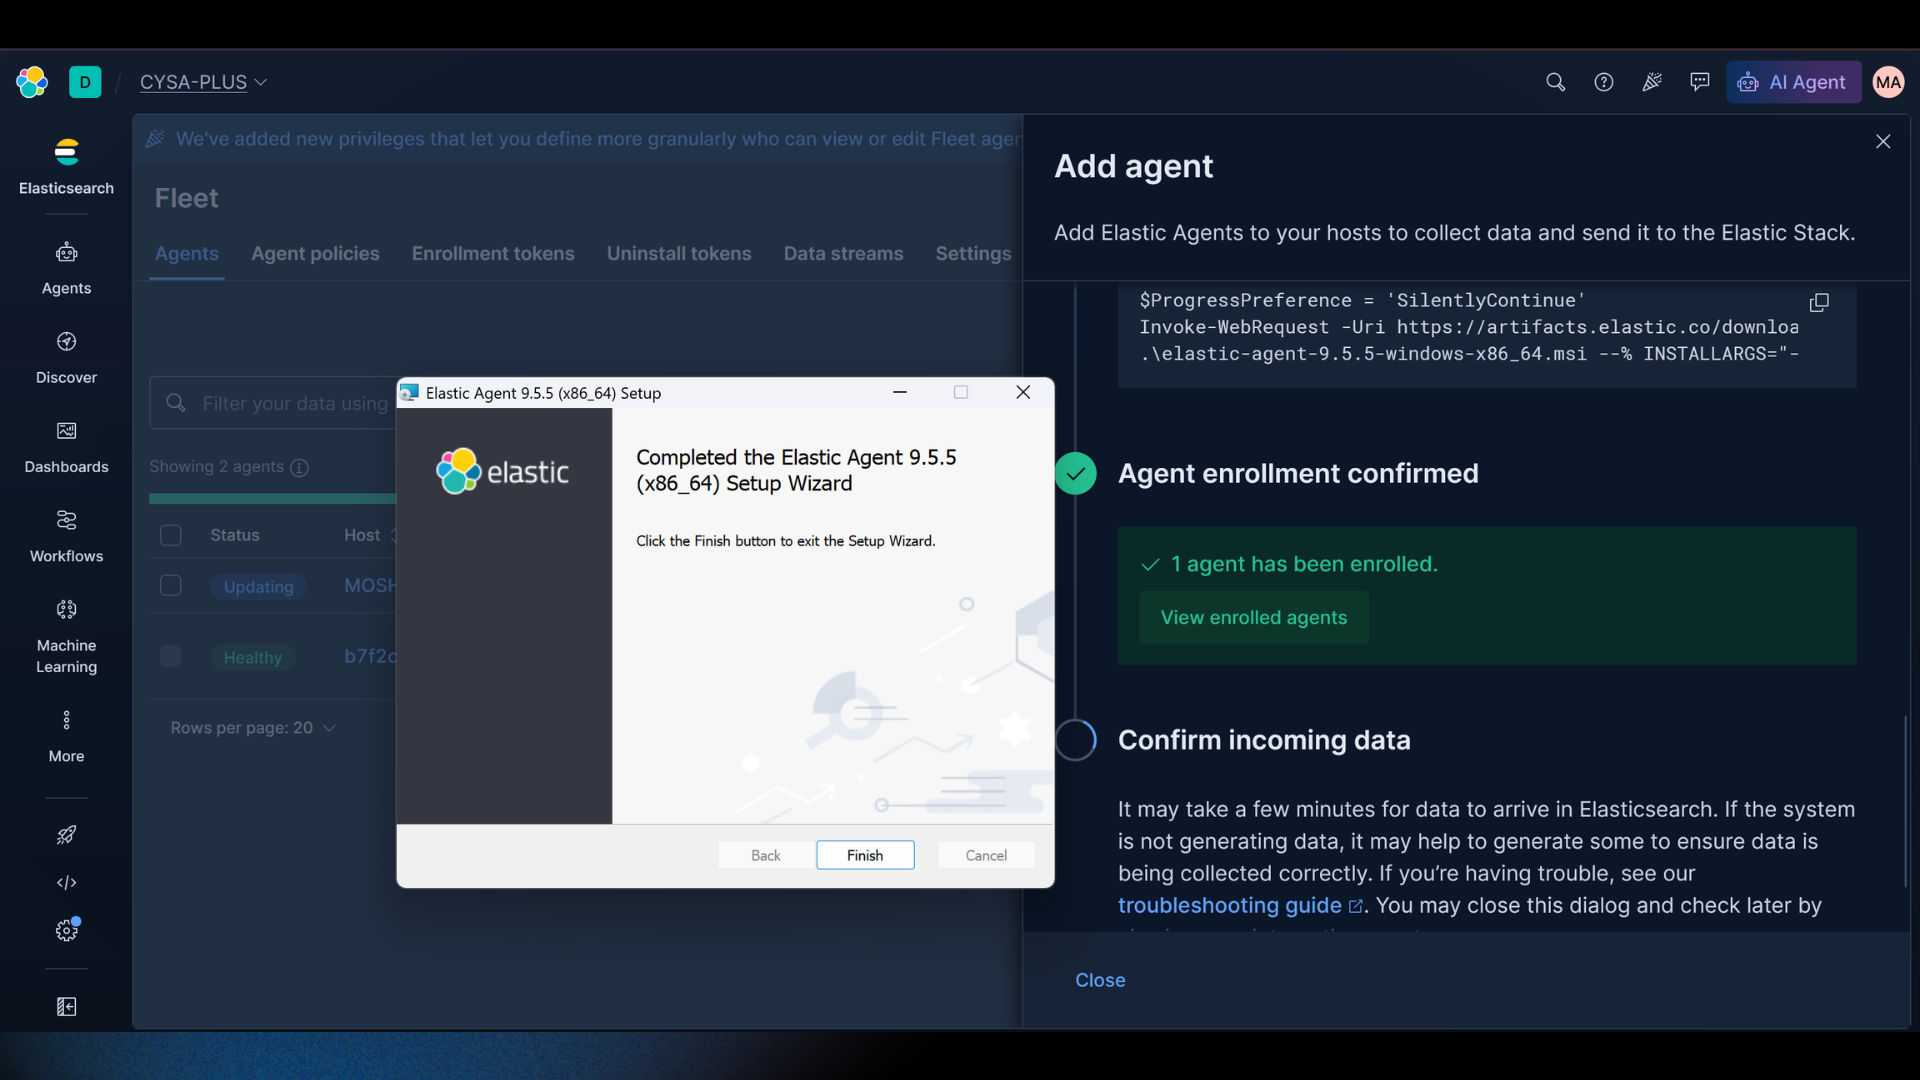 D
CYSA-PLUS
AI Agent
MA
Elasticsearch
Agents
Discover
Dashboards
Workflows
Machine
Learning
More
We've added new privileges that let you define more granularly who can view or edit Fleet
Fleet
Agents
Agent policies
Enrollment tokens
Uninstall tokens
Data streams
Settings
Filter your data using
Showing 2 agents
Status
Host
Updating
MOSH
Healthy
b7f2c
Rows per page: 20
Elastic Agent 9.5.5 (x86_64) Setup
elastic
Completed the Elastic Agent 9.5.5
(x86_64) Setup Wizard
Click the Finish button to exit the Setup Wizard.
Back
Finish
Cancel
Add agent
Add Elastic Agents to your hosts to collect data and send it to the Elastic Stack.
$ProgressPreference = 'SilentlyContinue'
Invoke-WebRequest -Uri https://artifacts.elastic.co/downloa
.\elastic-agent-9.5.5-windows-x86_64.msi --% INSTALLARGS="-
Agent enrollment confirmed
1 agent has been enrolled.
View enrolled agents
Confirm incoming data
It may take a few minutes for data to arrive in Elasticsearch. If the system
is not generating data, it may help to generate some to ensure data is
being collected correctly. If you’re having trouble, see our
troubleshooting guide. You may close this dialog and check later by
Close